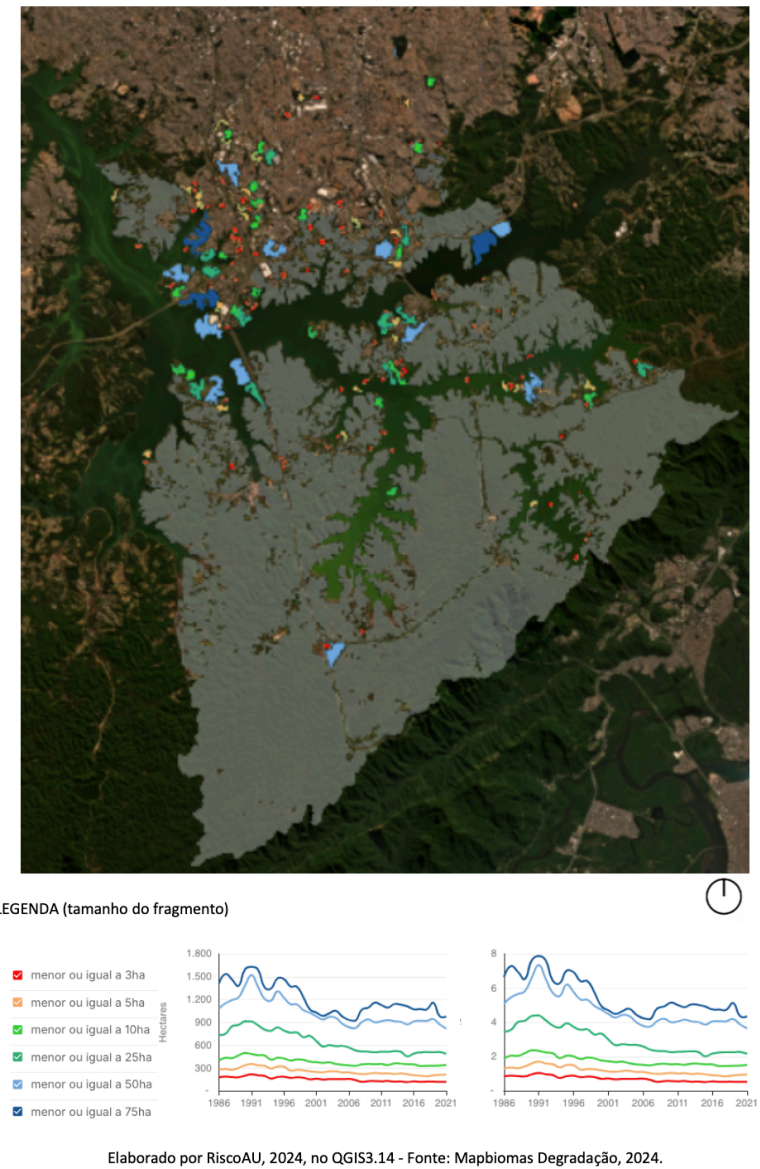 LEGENDA (tamanho do fragmento)
menor ou igual a 3ha
menor ou igual a 5ha
menor ou igual a 10ha
menor ou igual a 25ha
menor ou igual a 50ha
menor ou igual a 75ha
Hectares
1.800
1.500
1.200
900
600
300
-
1986 1991 1996 2001 2006 2011 2016 2021
8
6
4
2
-
1986 1991 1996 2001 2006 2011 2016 2021
Elaborado por RiscoAU, 2024, no QGIS3.14 - Fonte: Mapbiomas Degradação, 2024.